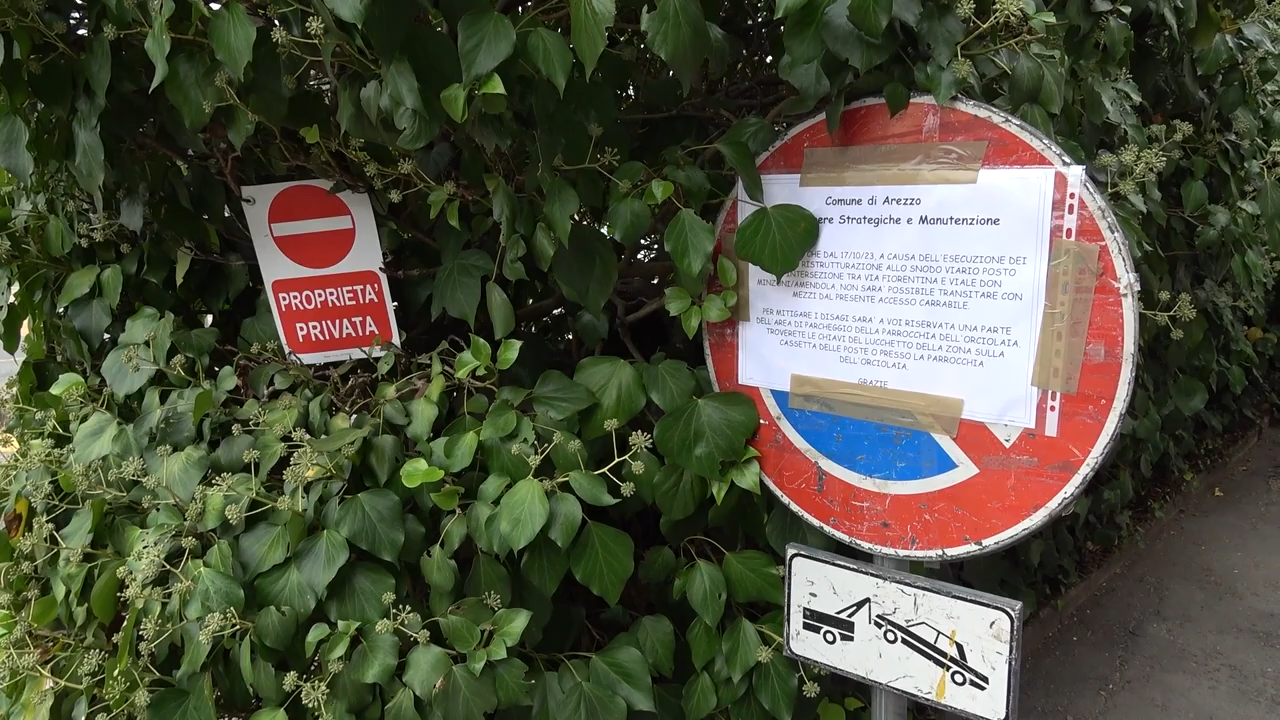 PROPRIETA'
PRIVATA
Comune di Arezzo
Strategiche e Manutenzione
DAL 17/10/23, A CAUSA DELL'ESECUZIONE DEI
RISTRUTTURAZIONE ALLO SNODO VIARIO POSTO
INTERSEZIONE TRA VIA FIORENTINA E VIALE DON
MINZONI/AMENDOLA, NON SARA' POSSIBILE TRANSITARE CON
MEZZI DAL PRESENTE ACCESSO CARRABILE.
PER MITIGARE I DISAGI SARA' A VOI RISERVATA UNA PARTE
DELL'AREA DI PARCHEGGIO DELLA PARROCCHIA DELL'ORCIOLAIA.
TROVERETE LE CHIAVI DEL LUCCHETTO DELLA ZONA SULLA
CASSETTA DELLE POSTE O PRESSO LA PARROCCHIA
DELL'ORCIOLAIA.
GRAZIE